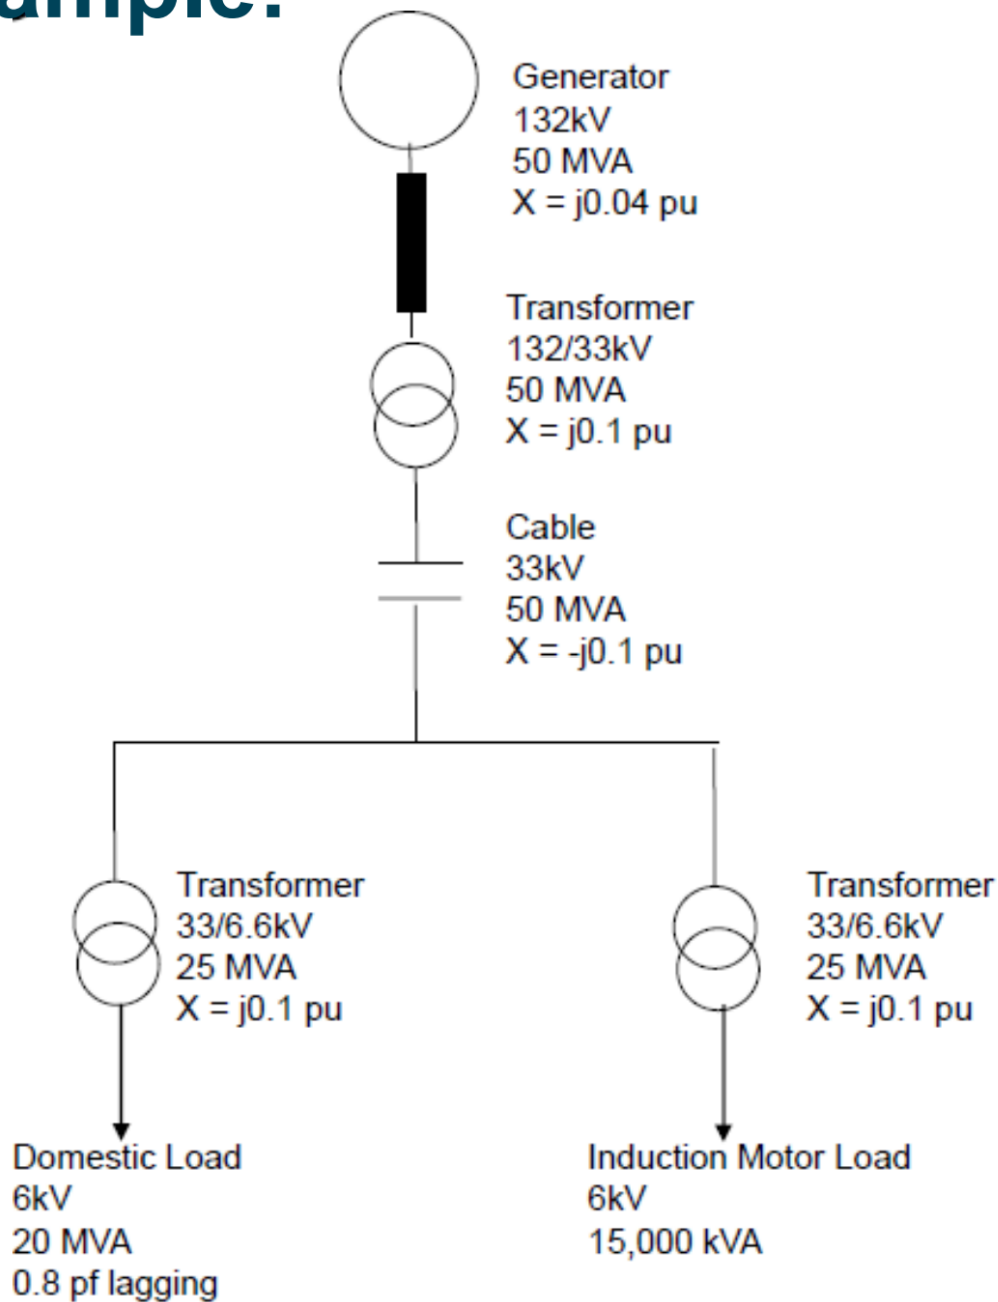 Generator
132kV
50 MVA
X = j0.04 pu
Transformer
132/33kV
50 MVA
X = j0.1 pu
Cable
33kV
50 MVA
X = -j0.1 pu
Transformer
33/6.6kV
25 MVA
X = j0.1 pu
Transformer
33/6.6kV
25 MVA
X = j0.1 pu
Domestic Load
6kV
20 MVA
0.8 pf lagging
Induction Motor Load
6kV
15,000 kVA